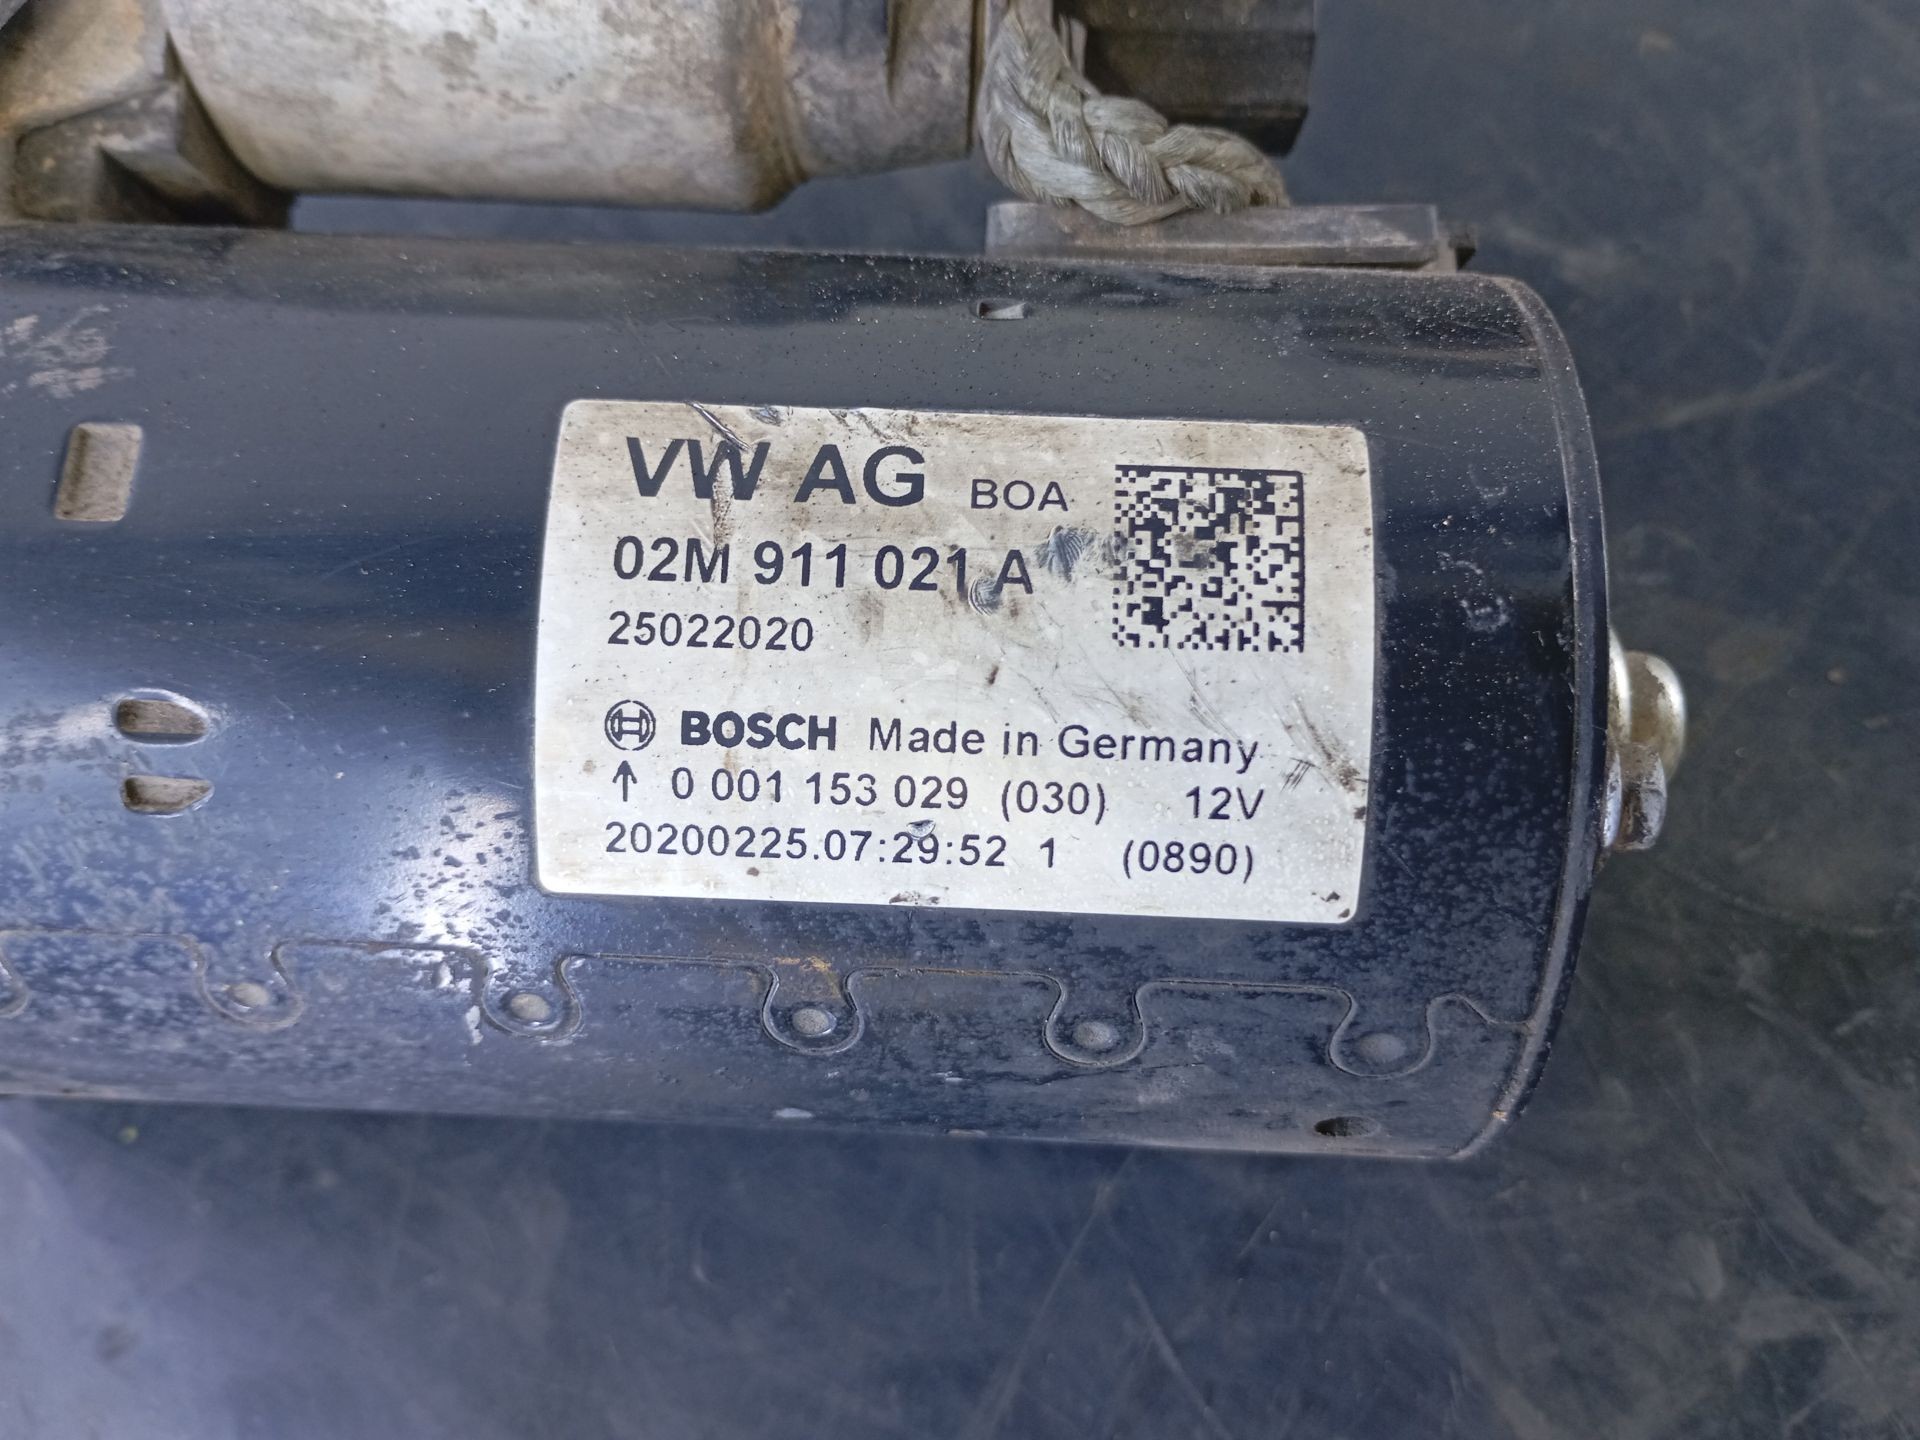 VW AG BOA
02M 911 021 A
25022020
BOSCH Made in Germany
↑ 0 001 153 029 (030) 12V
20200225.07:29:52 1 (0890)